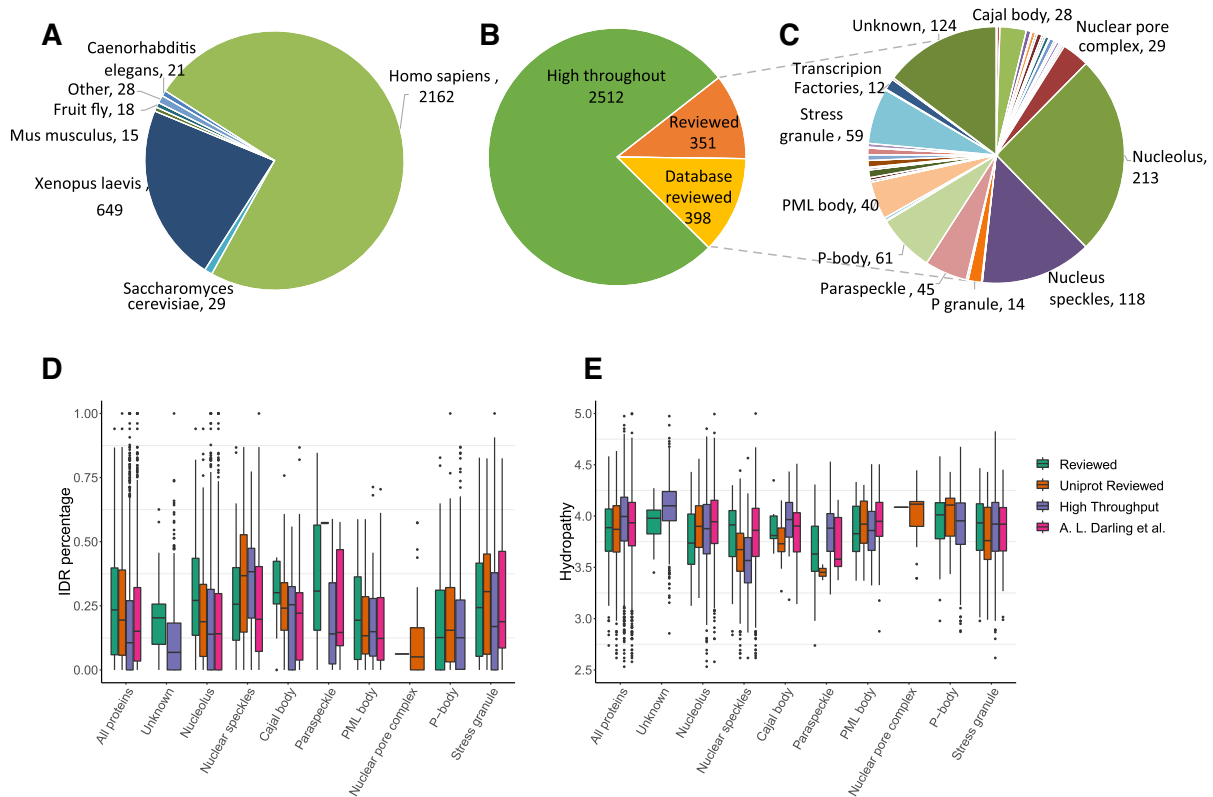 A
Caenorhabditis
elegans, 21
Other, 28
Fruit fly, 18
Mus musculus, 15
Xenopus laevis ,
649
Saccharomyces
cerevisiae, 29
Homo sapiens ,
2162
B
High throughout
2512
Reviewed
351
Database
reviewed
398
C
Unknown, 124
Cajal body, 28
Nuclear pore
complex, 29
Transcripion
Factories, 12
Stress
granule , 59
Nucleolus,
213
PML body, 40
P-body, 61
Paraspeckle , 45
P granule, 14
Nucleus
speckles, 118
D
IDR percentage
1.00
0.75
0.50
0.25
0.00
All proteins
Unknown
Nucleolus
Nuclear speckles
Cajal body
Paraspeckle
PML body
Nuclear pore complex
P−body
Stress granule
E
Hydropathy
5.0
4.5
4.0
3.5
3.0
2.5
All proteins
Unknown
Nucleolus
Nuclear speckles
Cajal body
Paraspeckle
PML body
Nuclear pore complex
P−body
Stress granule
Reviewed
Uniprot Reviewed
High Throughput
A. L. Darling et al.